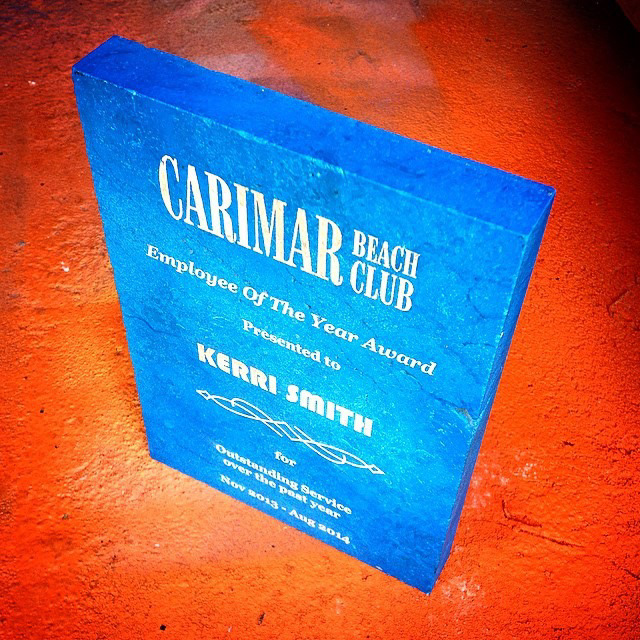 CARIMAR BEACH CLUB
Employee Of The Year Award
Presented to
KERRI SMITH
for
Outstanding Service
over the past year
Nov 2013 - Aug 2014